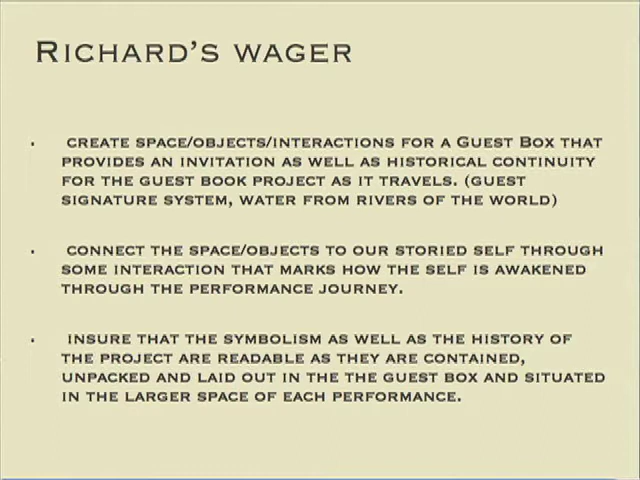 Richard's wager
▪ create space/objects/interactions for a Guest Box that
provides an invitation as well as historical continuity
for the guest book project as it travels. (guest
signature system, water from rivers of the world)
▪ connect the space/objects to our storied self through
some interaction that marks how the self is awakened
through the performance journey.
▪ insure that the symbolism as well as the history of
the project are readable as they are contained,
unpacked and laid out in the the guest box and situated
in the larger space of each performance.